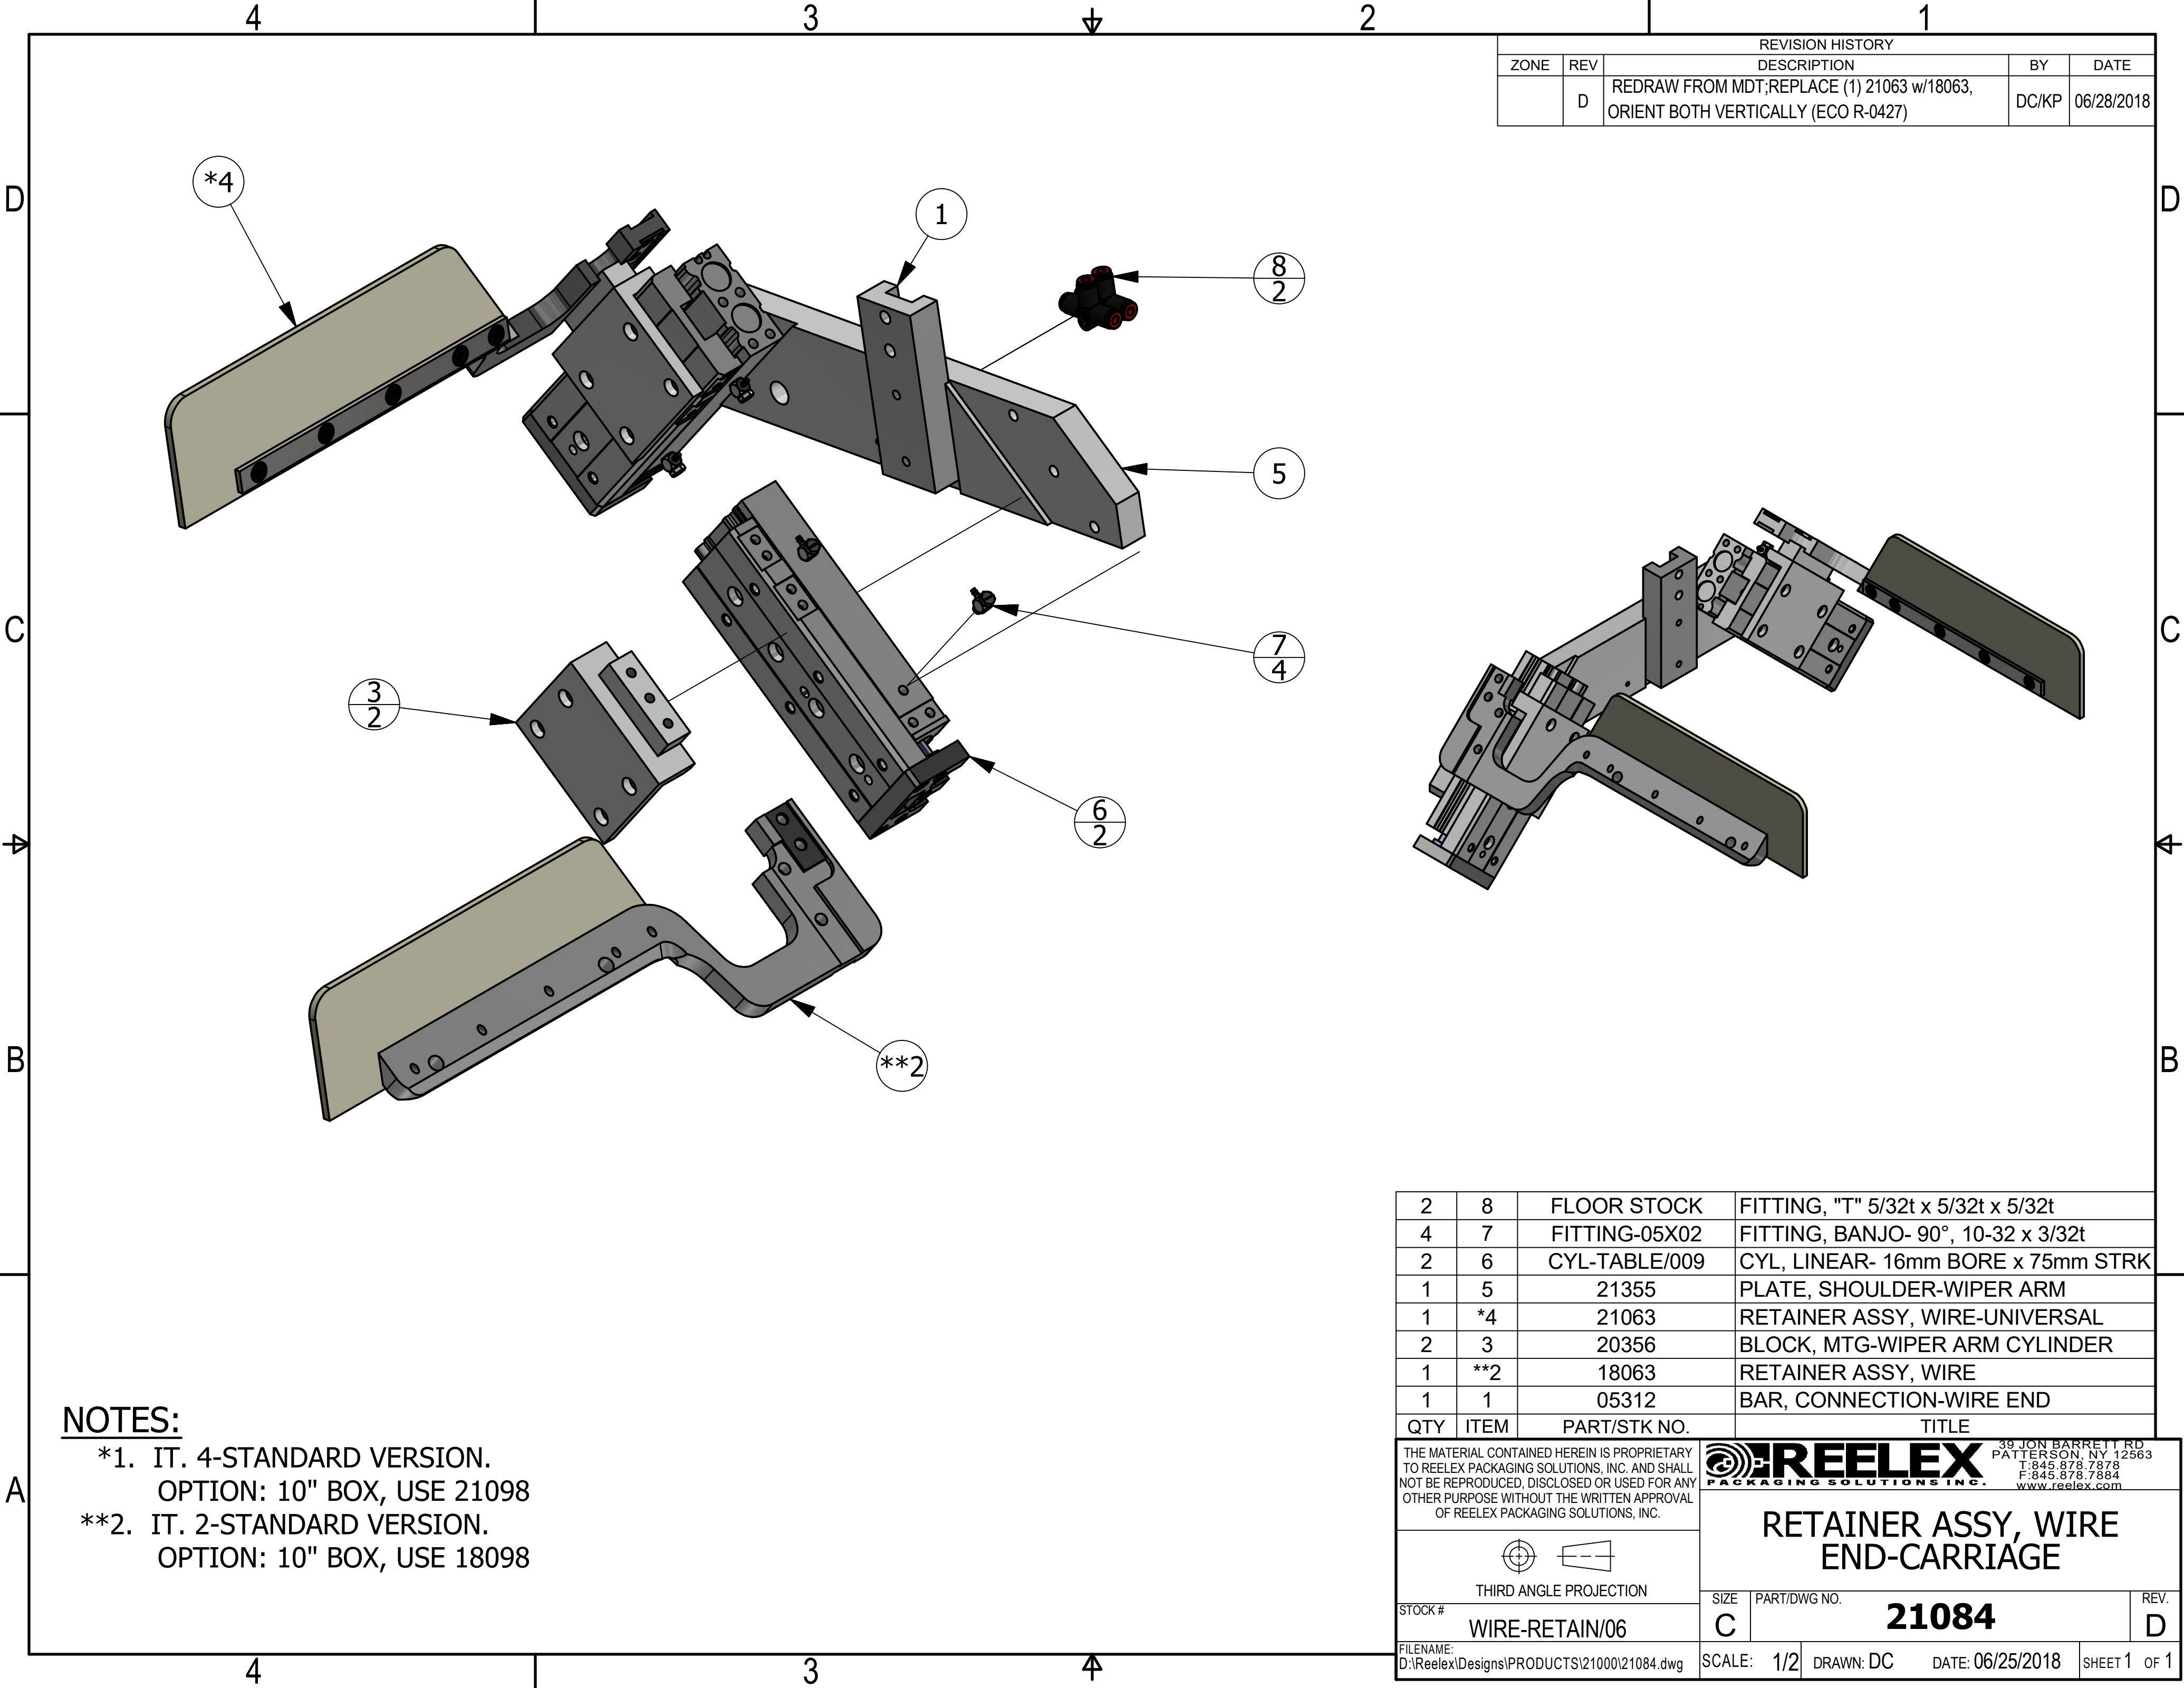 4 3 2 1
REVISION HISTORY
ZONE REV DESCRIPTION BY DATE
D REDRAW FROM MDT;REPLACE (1) 21063 w/18063, DC/KP 06/28/2018
ORIENT BOTH VERTICALLY (ECO R-0427)
D D
*4
1
8
2
5
C C
7
4
3
2
6
2
B B
**2
2 8 FLOOR STOCK FITTING, "T" 5/32t x 5/32t x 5/32t
4 7 FITTING-05X02 FITTING, BANJO- 90°, 10-32 x 3/32t
2 6 CYL-TABLE/009 CYL, LINEAR- 16mm BORE x 75mm STRK
1 5 21355 PLATE, SHOULDER-WIPER ARM
1 *4 21063 RETAINER ASSY, WIRE-UNIVERSAL
2 3 20356 BLOCK, MTG-WIPER ARM CYLINDER
1 **2 18063 RETAINER ASSY, WIRE
1 1 05312 BAR, CONNECTION-WIRE END
QTY ITEM PART/STK NO. TITLE
A
NOTES:
*1. IT. 4-STANDARD VERSION.
OPTION: 10" BOX, USE 21098
**2. IT. 2-STANDARD VERSION.
OPTION: 10" BOX, USE 18098
THE MATERIAL CONTAINED HEREIN IS PROPRIETARY
TO REELEX PACKAGING SOLUTIONS, INC. AND SHALL
NOT BE REPRODUCED, DISCLOSED OR USED FOR ANY
OTHER PURPOSE WITHOUT THE WRITTEN APPROVAL
OF REELEX PACKAGING SOLUTIONS, INC.
REELEX
PACKAGING SOLUTIONS INC.
39 JON BARRETT RD
PATTERSON, NY 12563
T:845.878.7878
F:845.878.7884
www.reelex.com
THIRD ANGLE PROJECTION
RETAINER ASSY, WIRE
END-CARRIAGE
STOCK # WIRE-RETAIN/06
SIZE C
PART/DWG NO. 21084
REV. D
FILENAME:
D:\Reelex\Designs\PRODUCTS\21000\21084.dwg
SCALE: 1/2 DRAWN: DC DATE: 06/25/2018 SHEET 1 OF 1
4 3